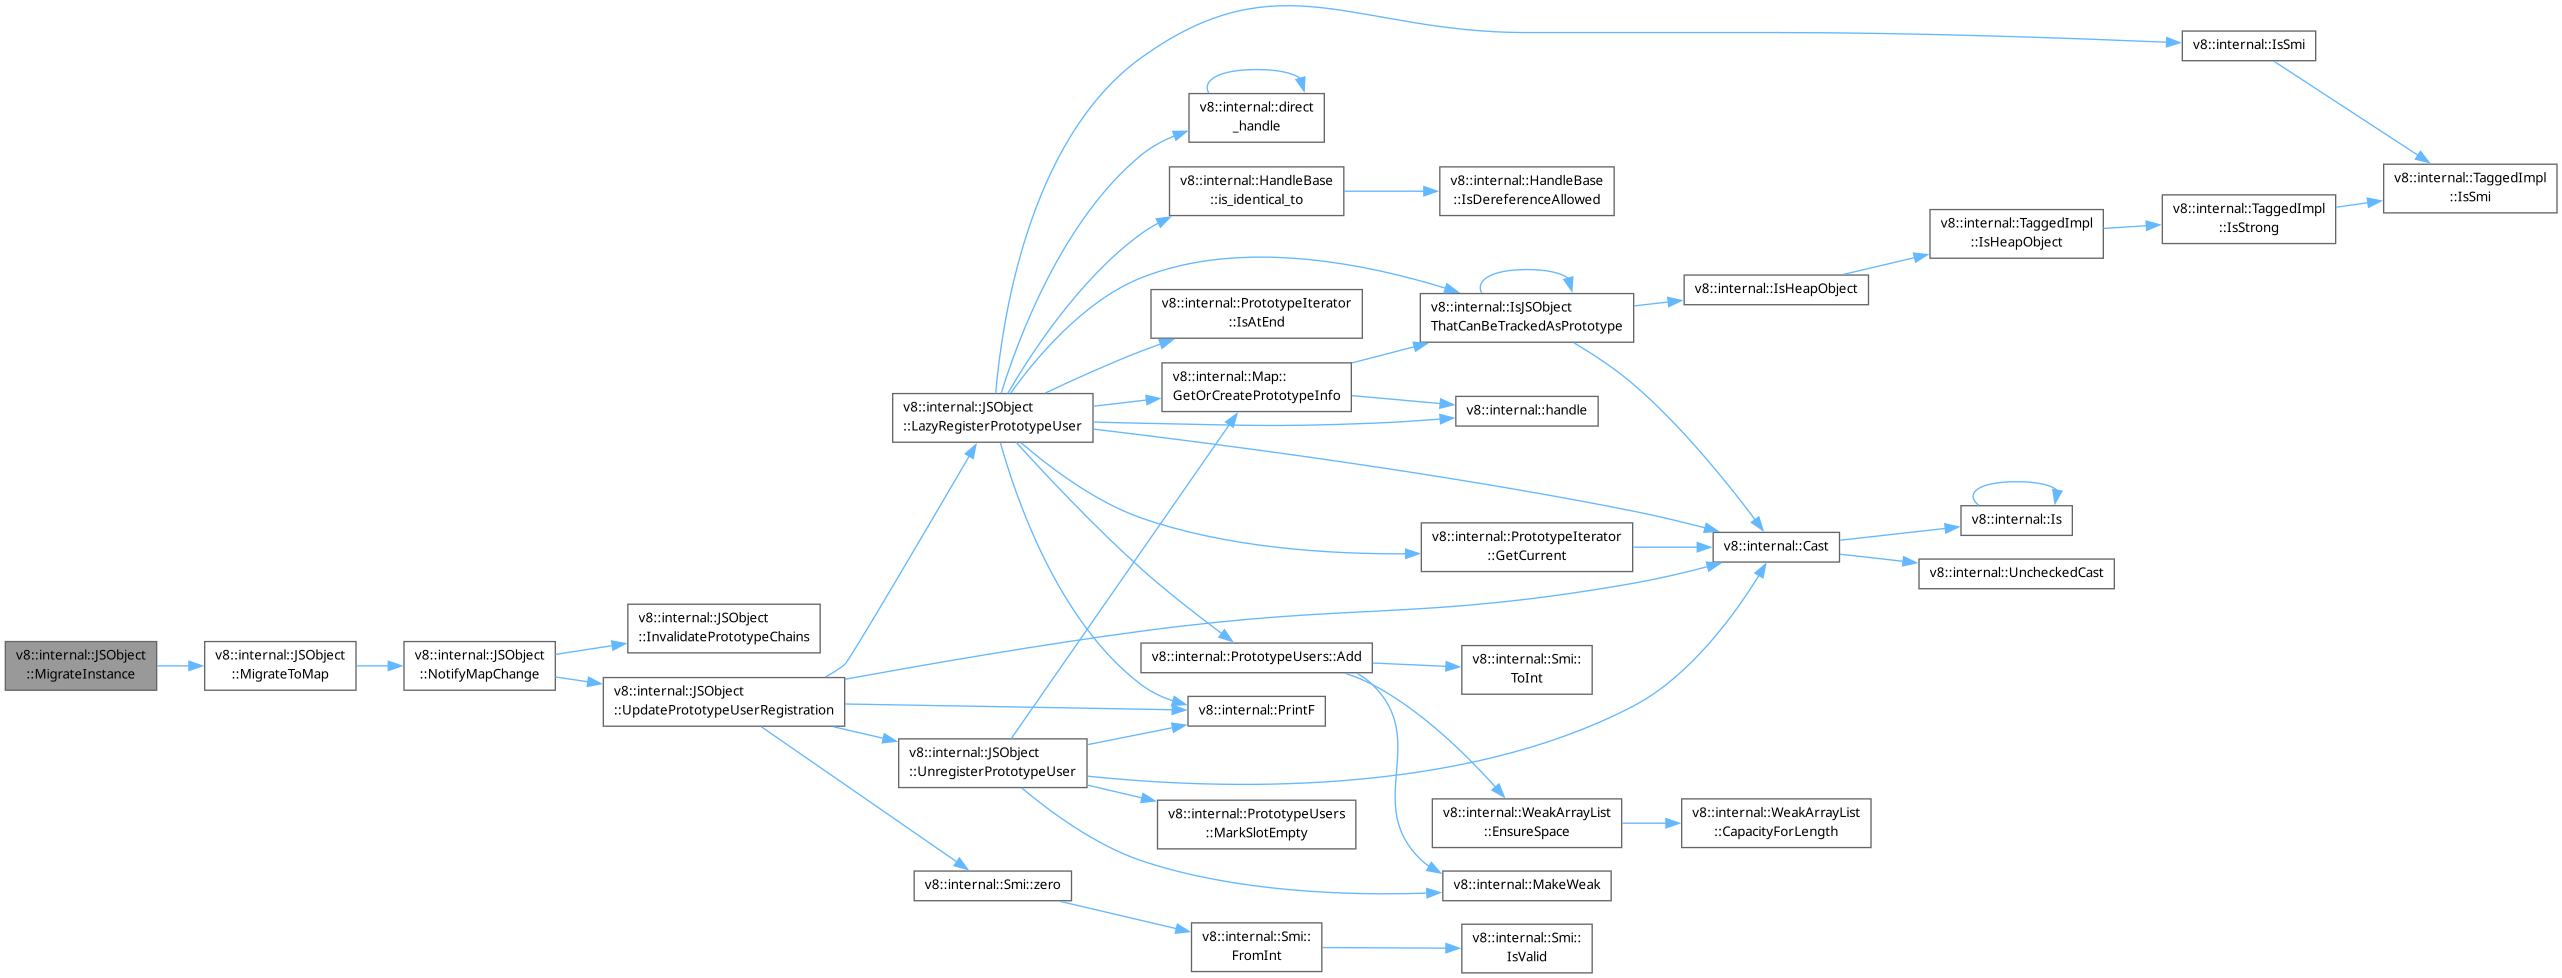 v8::internal::JSObject
::MigrateInstance
v8::internal::JSObject
::MigrateToMap
v8::internal::JSObject
::NotifyMapChange
v8::internal::JSObject
::InvalidatePrototypeChains
v8::internal::JSObject
::UpdatePrototypeUserRegistration
v8::internal::JSObject
::LazyRegisterPrototypeUser
v8::internal::JSObject
::UnregisterPrototypeUser
v8::internal::Smi::zero
v8::internal::direct
_handle
v8::internal::HandleBase
::is_identical_to
v8::internal::PrototypeIterator
::IsAtEnd
v8::internal::Map::
GetOrCreatePrototypeInfo
v8::internal::PrototypeUsers::Add
v8::internal::PrintF
v8::internal::PrototypeUsers
::MarkSlotEmpty
v8::internal::Smi::
FromInt
v8::internal::HandleBase
::IsDereferenceAllowed
v8::internal::IsJSObject
ThatCanBeTrackedAsPrototype
v8::internal::handle
v8::internal::PrototypeIterator
::GetCurrent
v8::internal::Smi::
ToInt
v8::internal::WeakArrayList
::EnsureSpace
v8::internal::MakeWeak
v8::internal::Smi::
IsValid
v8::internal::IsHeapObject
v8::internal::Cast
v8::internal::WeakArrayList
::CapacityForLength
v8::internal::TaggedImpl
::IsHeapObject
v8::internal::Is
v8::internal::UncheckedCast
v8::internal::IsSmi
v8::internal::TaggedImpl
::IsStrong
v8::internal::TaggedImpl
::IsSmi